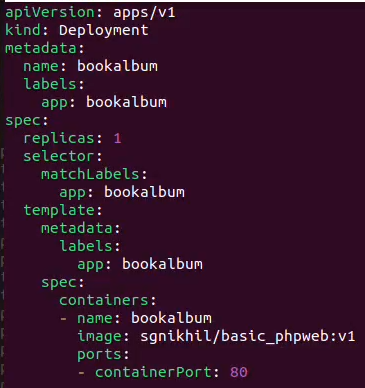 apiVersion: apps/v1
kind: Deployment
metadata:
  name: bookalbum
  labels:
    app: bookalbum
spec:
  replicas: 1
  selector:
    matchLabels:
      app: bookalbum
  template:
    metadata:
      labels:
        app: bookalbum
    spec:
      containers:
      - name: bookalbum
        image: sgnikhil/basic_phpweb:v1
        ports:
        - containerPort: 80